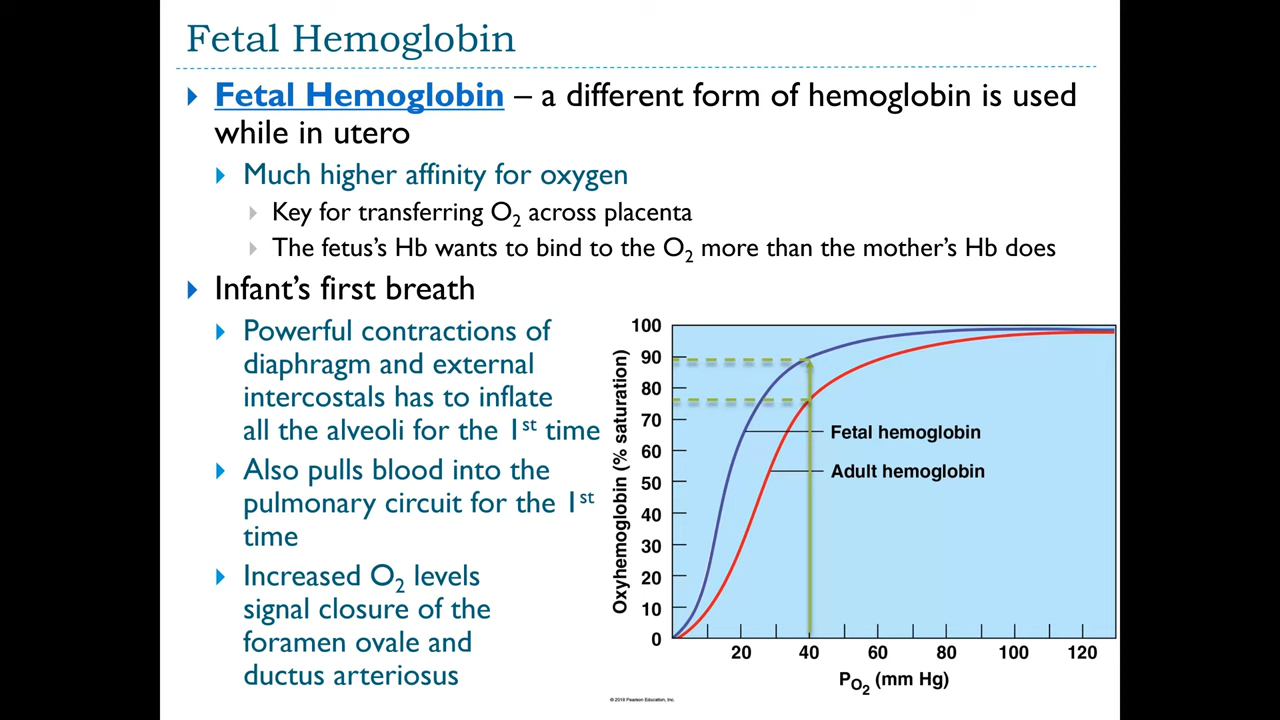 Fetal Hemoglobin
Fetal Hemoglobin – a different form of hemoglobin is used
while in utero
Much higher affinity for oxygen
Key for transferring O2 across placenta
The fetus's Hb wants to bind to the O2 more than the mother's Hb does
Infant's first breath
Powerful contractions of
diaphragm and external
intercostals has to inflate
all the alveoli for the 1st time
Also pulls blood into the
pulmonary circuit for the 1st
time
Increased O2 levels
signal closure of the
foramen ovale and
ductus arteriosus
Oxyhemoglobin (% saturation)
100
90
80
70
60
50
40
30
20
10
0
Fetal hemoglobin
Adult hemoglobin
20 40 60 80 100 120
PO2 (mm Hg)
© 2018 Pearson Education, Inc.